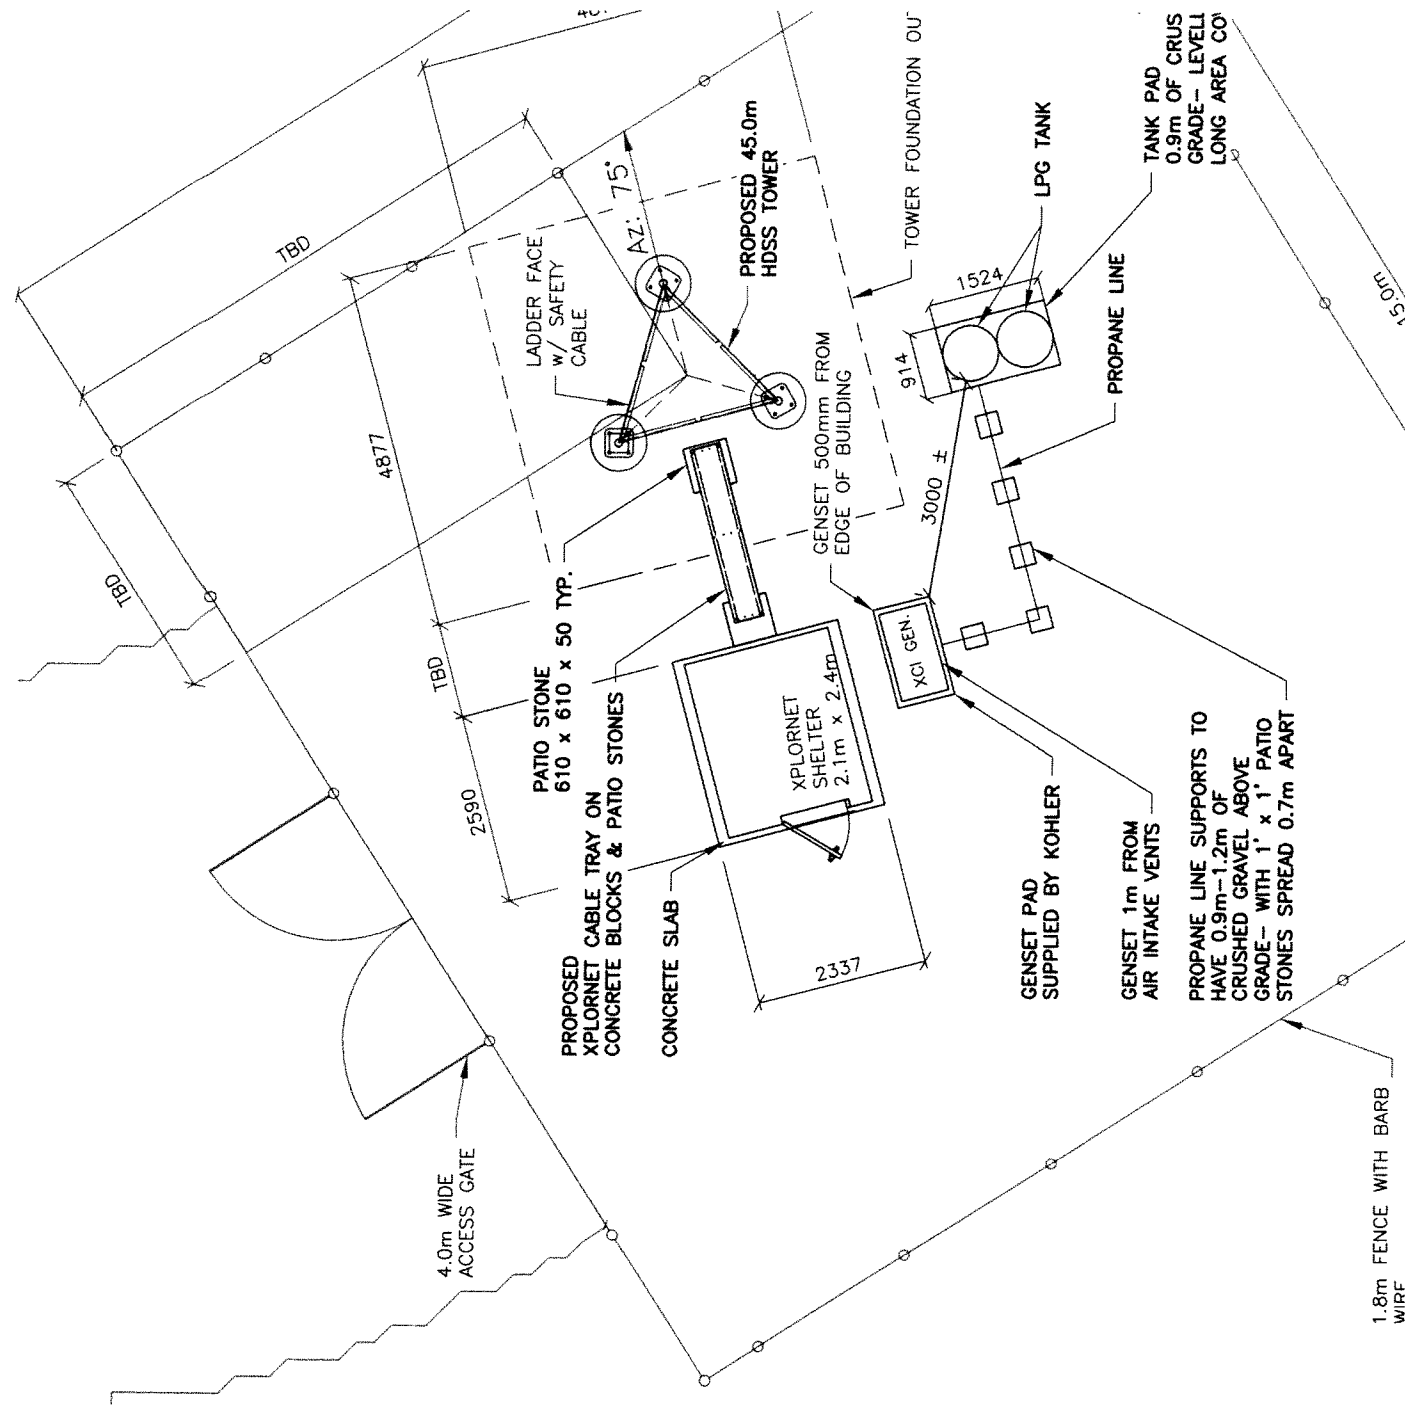 TBD
TBD
4877
TBD
2590
TBD
LADDER FACE
w/ SAFETY
CABLE
AZ: 75°
PROPOSED 45.0m
HDSS TOWER
TOWER FOUNDATION
LPG TANK
TANK PAD
0.9m OF
GRADE- LEVELL
LONG AREA
1524
914
PROPANE LINE
15.0m
GENSET 500mm FROM
EDGE OF BUILDING
3000 ±
PATIO STONE
610 x 610 x 50 TYP.
PROPOSED
XPLORNET CABLE TRAY ON
CONCRETE BLOCKS & PATIO STONES
CONCRETE SLAB
XPLORNET
SHELTER
2.1m x 2.4m
XCI GEN.
2337
GENSET PAD
SUPPLIED BY KOHLER
GENSET 1m FROM
AIR INTAKE VENTS
PROPANE LINE SUPPORTS TO
HAVE 0.9m-1.2m OF
CRUSHED GRAVEL ABOVE
GRADE- WITH 1' x 1' PATIO
STONES SPREAD 0.7m APART
4.0m WIDE
ACCESS GATE
1.8m FENCE WITH BARB
WIRE